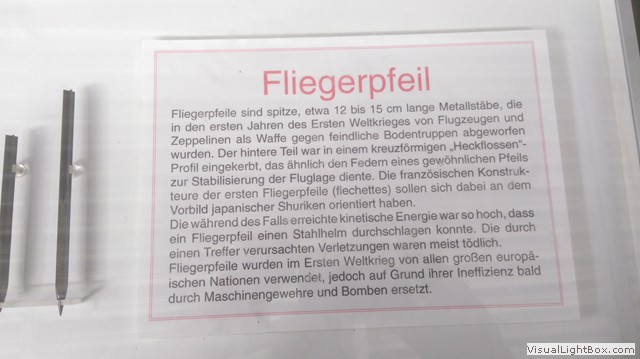 Fliegerpfeil
Fliegerpfeile sind spitze, etwa 12 bis 15 cm lange Metallstäbe, die
in den ersten Jahren des Ersten Weltkrieges von Flugzeugen und
Zeppelinen als Waffe gegen feindliche Bodentruppen abgeworfen
wurden. Der hintere Teil war in einem kreuzförmigen „Heckflossen“-
Profil eingekerbt, das ähnlich den Federn eines gewöhnlichen Pfeils
zur Stabilisierung der Fluglage diente. Die französischen Konstruk-
teure der ersten Fliegerpfeile (flechettes) sollen sich dabei an dem
Vorbild japanischer Shuriken orientiert haben.
Die während des Falls erreichte kinetische Energie war so hoch, dass
ein Fliegerpfeil einen Stahlhelm durchschlagen konnte. Die durch
einen Treffer verursachten Verletzungen waren meist tödlich.
Fliegerpfeile wurden im Ersten Weltkrieg von allen großen europä-
ischen Nationen verwendet, jedoch auf Grund ihrer Ineffizienz bald
durch Maschinengewehre und Bomben ersetzt.
VisualLightBox.com